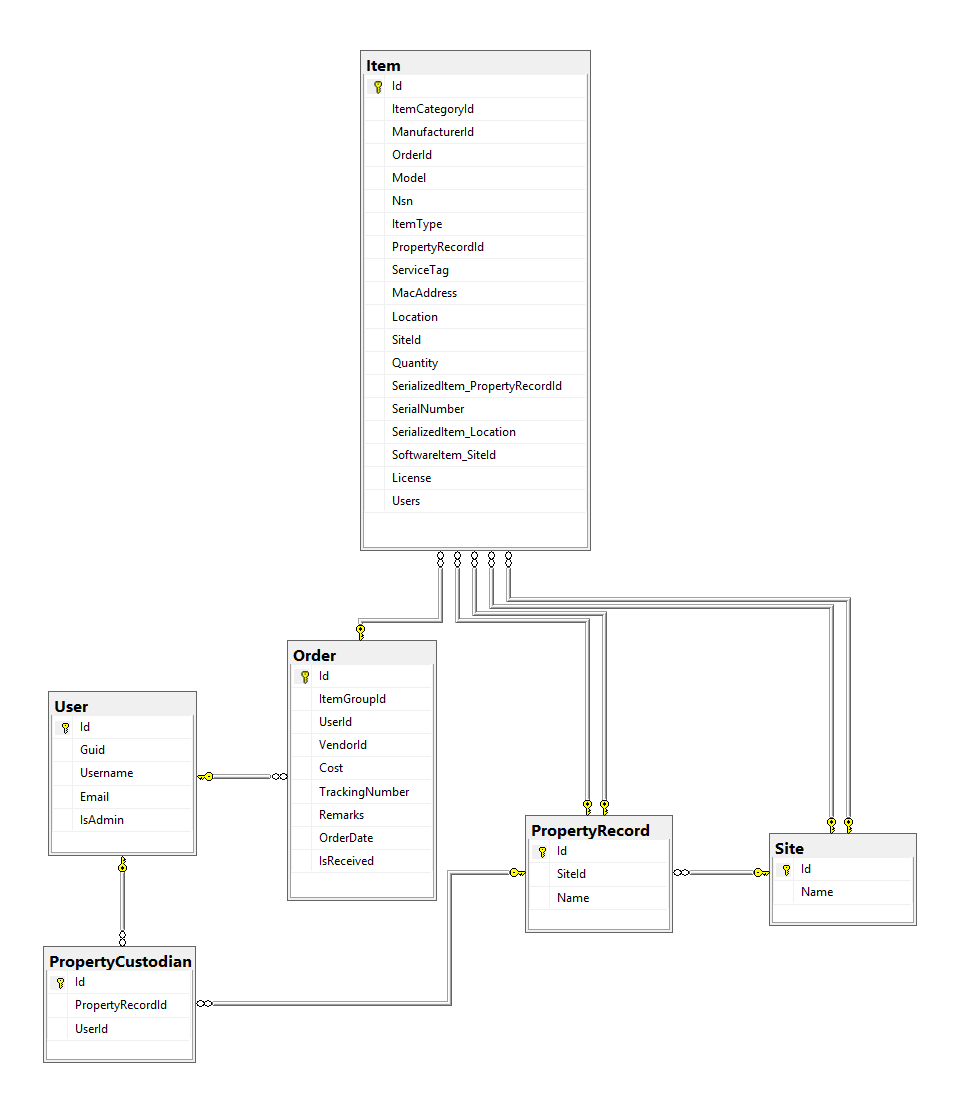 Item
Id
ItemCategoryId
ManufacturerId
OrderId
Model
Nsn
ItemType
PropertyRecordId
ServiceTag
MacAddress
Location
SiteId
Quantity
SerializedItem_PropertyRecordId
SerialNumber
SerializedItem_Location
SoftwareItem_SiteId
License
Users
Order
Id
ItemGroupId
UserId
VendorId
Cost
TrackingNumber
Remarks
OrderDate
IsReceived
User
Id
Guid
Username
Email
IsAdmin
PropertyRecord
Id
SiteId
Name
Site
Id
Name
PropertyCustodian
Id
PropertyRecordId
UserId